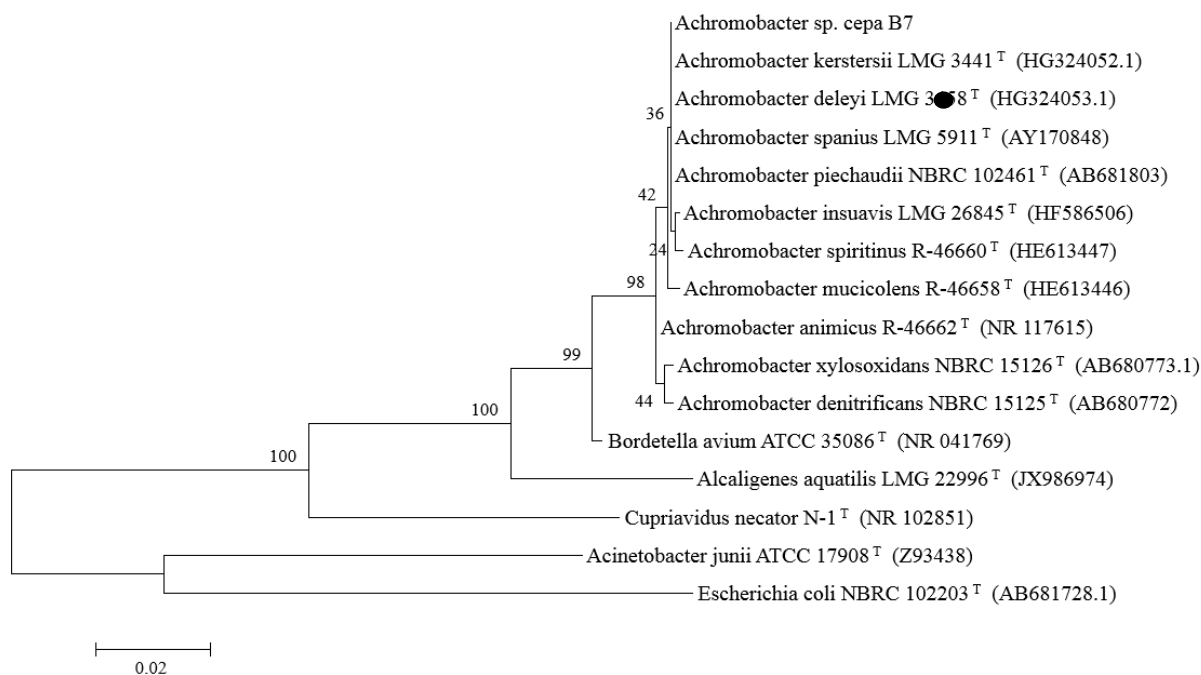 Achromobacter sp. cepa B7
Achromobacter kerstersii LMG 3441 T (HG324052.1)
36
Achromobacter deleyi LMG T (HG324053.1)
Achromobacter spanius LMG 5911 T (AY170848)
Achromobacter piechaudii NBRC 102461 T (AB681803)
42
Achromobacter insuavis LMG 26845 T (HF586506)
24
Achromobacter spiritinus R-46660 T (HE613447)
98
Achromobacter mucicolens R-46658 T (HE613446)
Achromobacter animicus R-46662 T (NR 117615)
99
Achromobacter xylosoxidans NBRC 15126 T (AB680773.1)
44
Achromobacter denitrificans NBRC 15125 T (AB680772)
100
Bordetella avium ATCC 35086 T (NR 041769)
100
Alcaligenes aquatilis LMG 22996 T (JX986974)
Cupriavidus necator N-1 T (NR 102851)
Acinetobacter junii ATCC 17908 T (Z93438)
Escherichia coli NBRC 102203 T (AB681728.1)
0.02